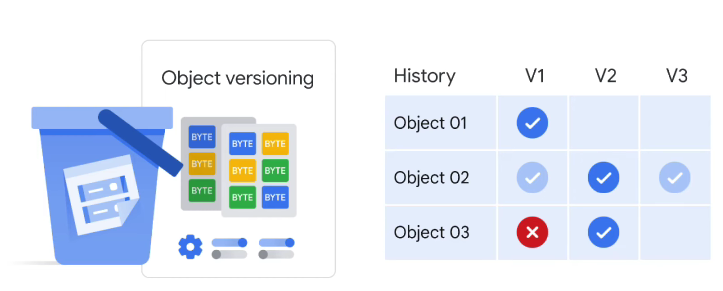 Object versioning
BYTE BYTE BYTE
BYTE BYTE BYTE
BYTE BYTE BYTE
History V1 V2 V3
Object 01
Object 02
Object 03